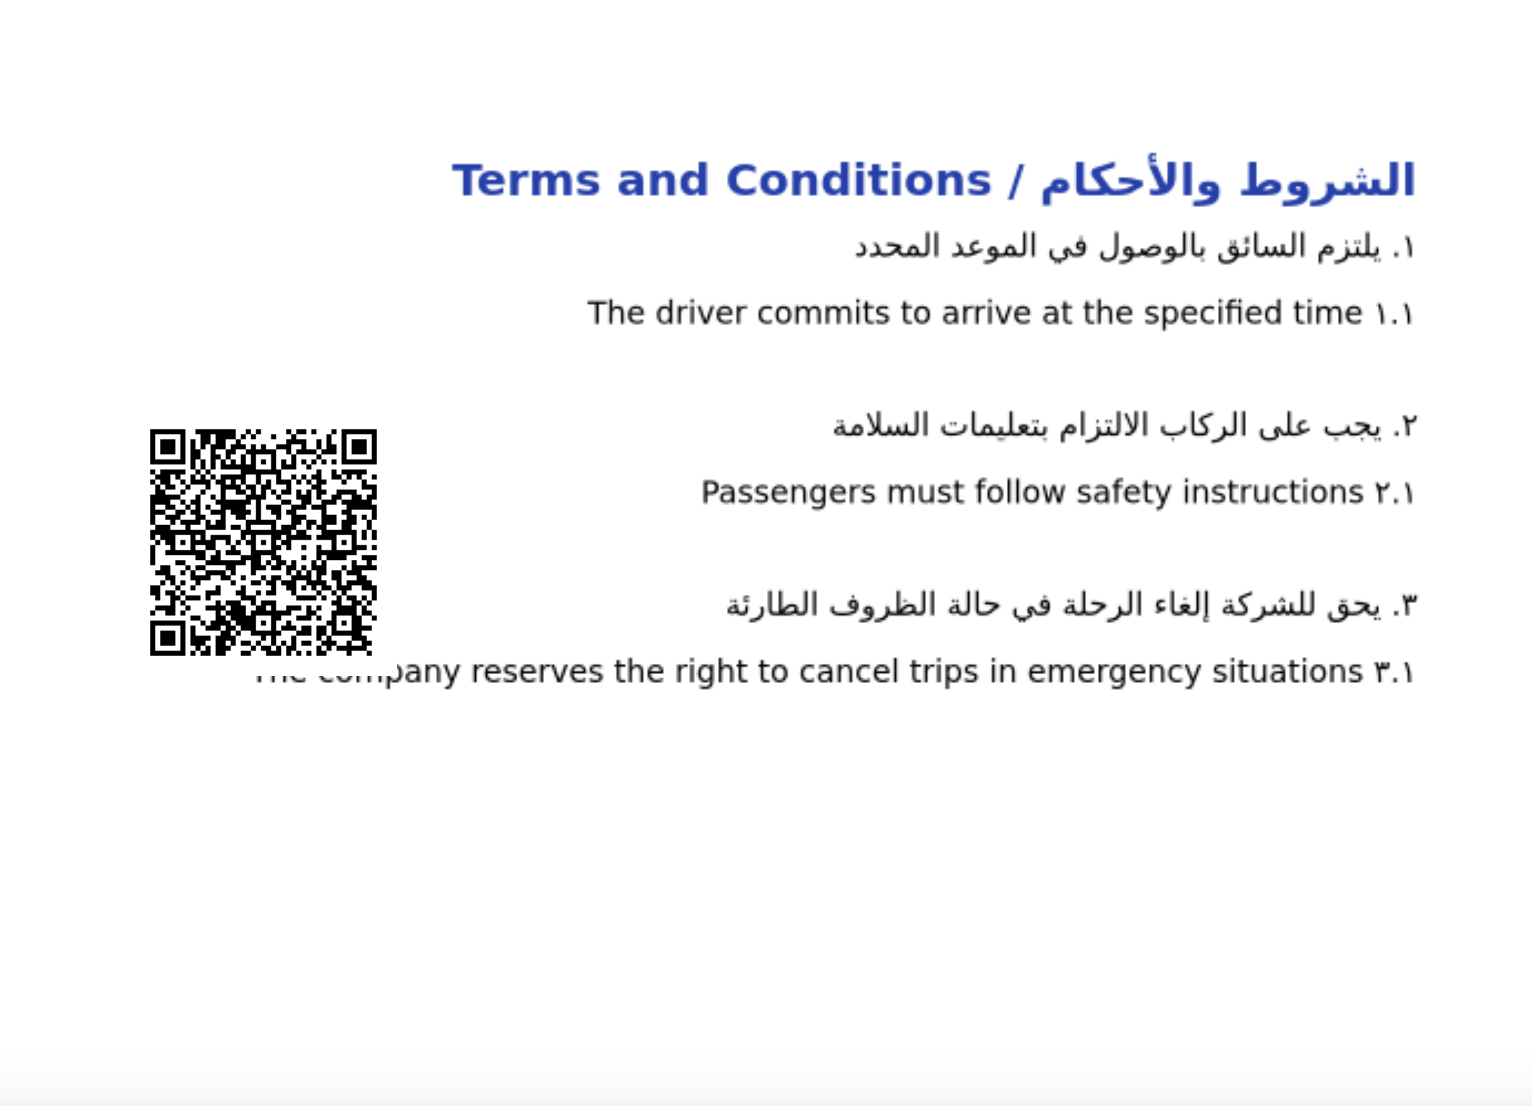 الشروط والأحكام / Terms and Conditions
١. يلتزم السائق بالوصول في الموعد المحدد
The driver commits to arrive at the specified time ١.١
٢. يجب على الركاب الالتزام بتعليمات السلامة
Passengers must follow safety instructions ٢.١
٣. يحق للشركة إلغاء الرحلة في حالة الظروف الطارئة
The company reserves the right to cancel trips in emergency situations ٣.١